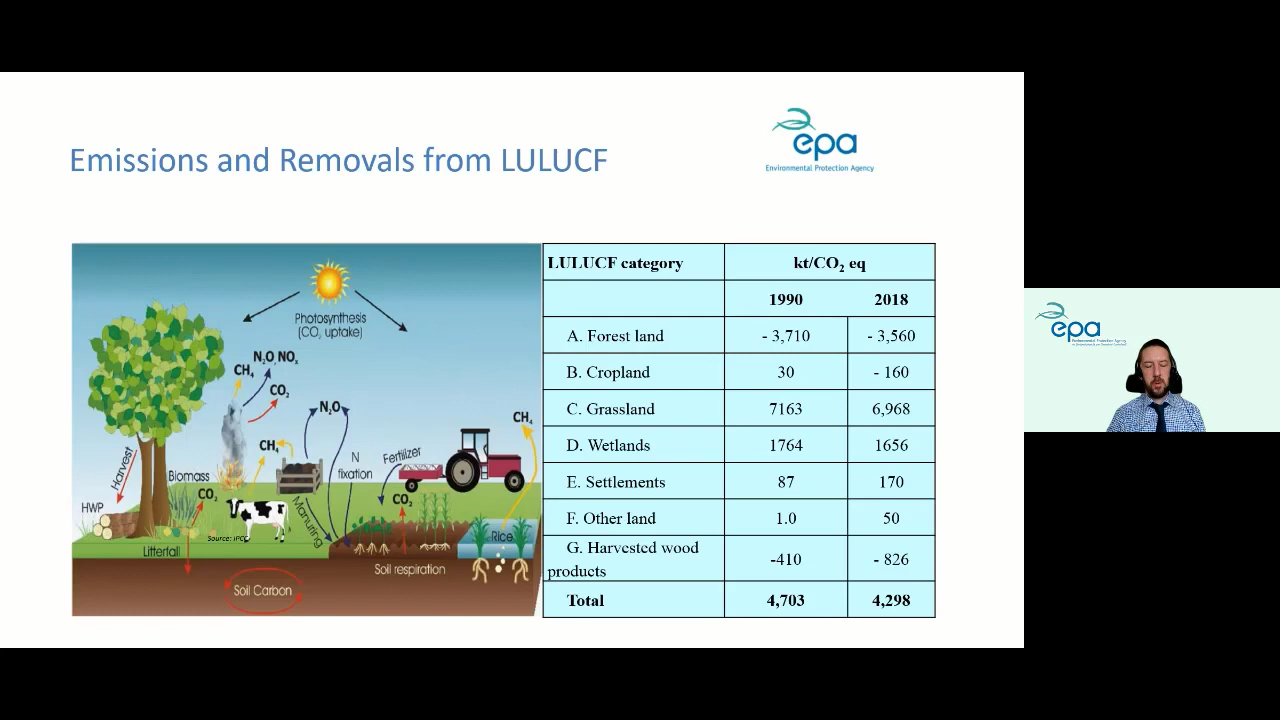 epa
Environmental Protection Agency
Emissions and Removals from LULUCF
Photosynthesis
(CO₂ uptake)
N₂O, NOₓ
CH₄
CO₂
N₂O
CH₄
CH₄
N
fixation
Fertilizer
Harvest
Biomass
CO₂
CO₂
HWP
Manuring
Source: IPCC
Rice
Litterfall
Soil respiration
Soil Carbon
LULUCF category kt/CO₂ eq
1990 2018
A. Forest land - 3,710 - 3,560
B. Cropland 30 - 160
C. Grassland 7163 6,968
D. Wetlands 1764 1656
E. Settlements 87 170
F. Other land 1.0 50
G. Harvested wood
products -410 - 826
Total 4,703 4,298
epa
Environmental Protection Agency